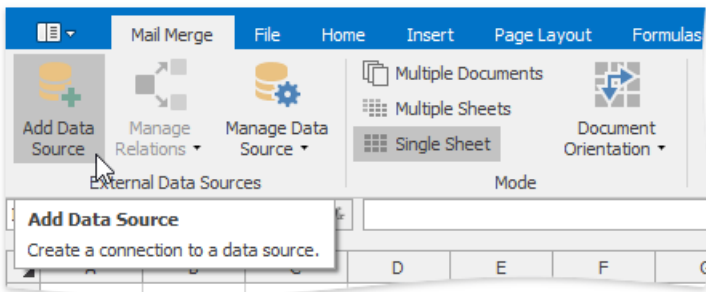 Mail Merge File Home Insert Page Layout Formulas
Multiple Documents
Multiple Sheets
Single Sheet
Add Data
Source
Manage
Relations
Manage Data
Source
Document
Orientation
External Data Sources Mode
Add Data Source
Create a connection to a data source.
D E F